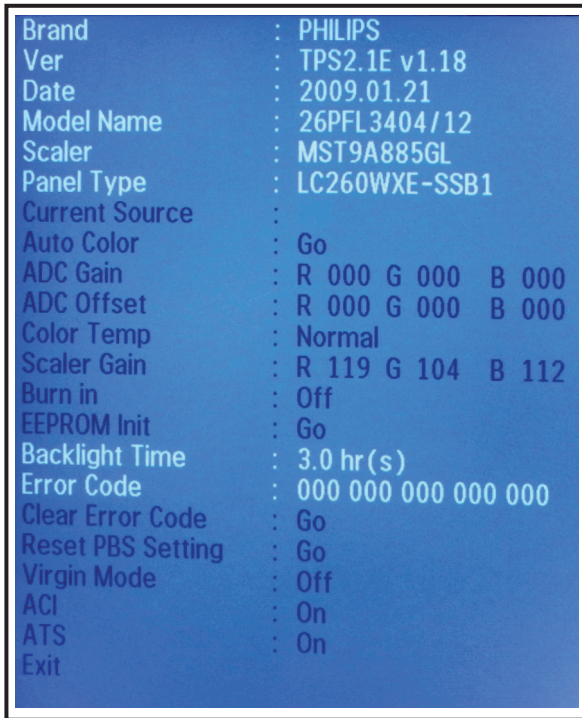 Brand : PHILIPS
Ver : TPS2.1E v1.18
Date : 2009.01.21
Model Name : 26PFL3404/12
Scaler : MST9A885GL
Panel Type : LC260WXE-SSB1
Current Source :
Auto Color : Go
ADC Gain : R 000 G 000 B 000
ADC Offset : R 000 G 000 B 000
Color Temp : Normal
Scaler Gain : R 119 G 104 B 112
Burn in : Off
EEPROM Init : Go
Backlight Time : 3.0 hr(s)
Error Code : 000 000 000 000 000
Clear Error Code : Go
Reset PBS Setting : Go
Virgin Mode : Off
ACI : On
ATS : On
Exit